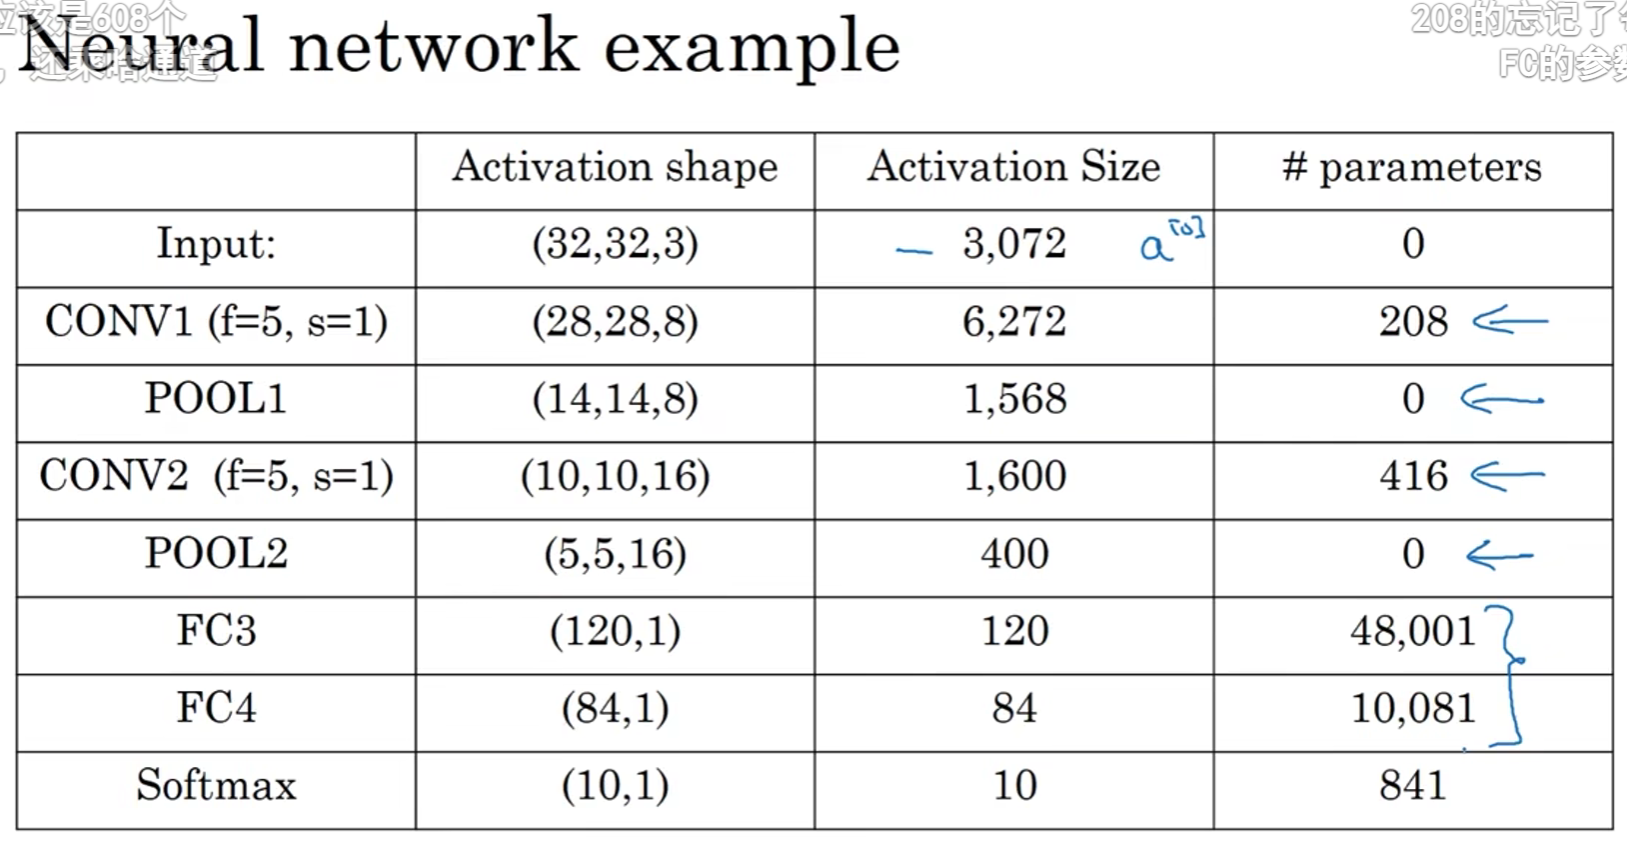 应该是608个
208的忘记了
，还乘哈通道
FC的参数
Neural network example
Activation shape Activation Size # parameters
Input: (32,32,3) — 3,072 a[0] 0
CONV1 (f=5, s=1) (28,28,8) 6,272 208 ←
POOL1 (14,14,8) 1,568 0 ←
CONV2 (f=5, s=1) (10,10,16) 1,600 416 ←
POOL2 (5,5,16) 400 0 ←
FC3 (120,1) 120 48,001
FC4 (84,1) 84 10,081
Softmax (10,1) 10 841